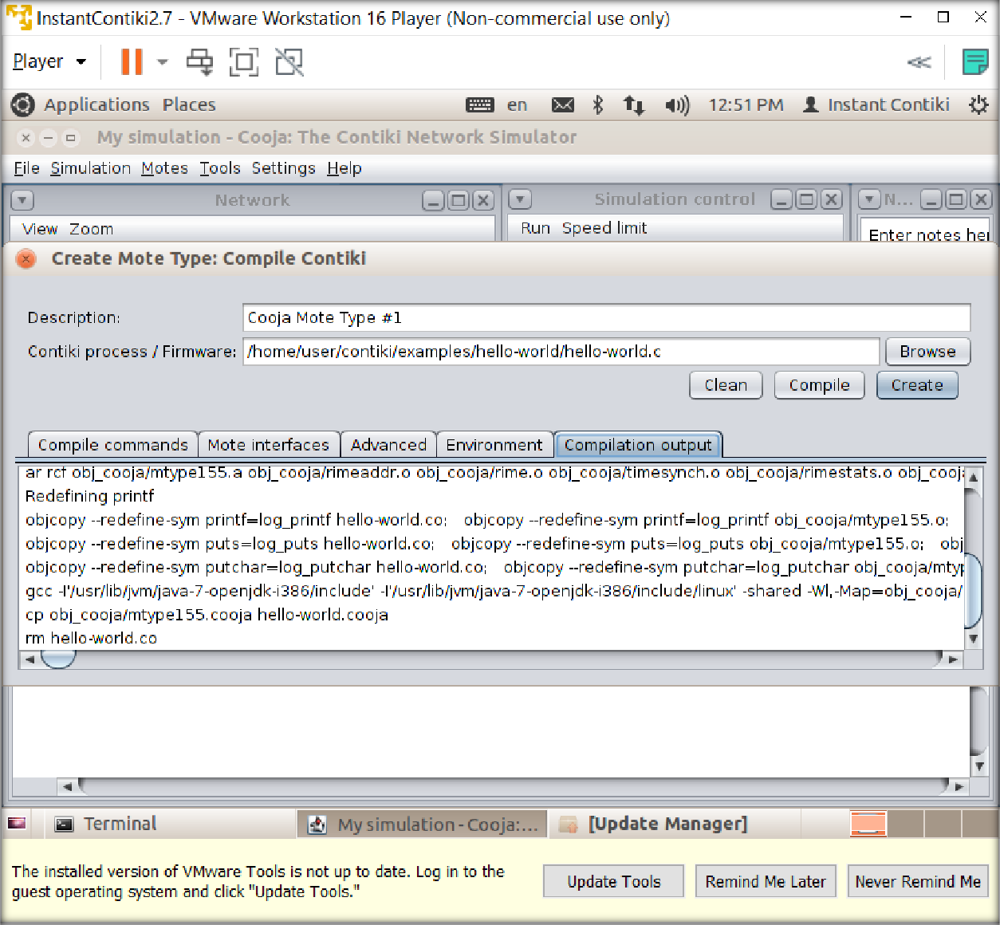 InstantContiki2.7 - VMware Workstation 16 Player (Non-commercial use only)
Player
Applications Places en 12:51 PM Instant Contiki
My simulation - Cooja: The Contiki Network Simulator
File Simulation Motes Tools Settings Help
Network Simulation control N...
View Zoom Run Speed limit Enter notes her
Create Mote Type: Compile Contiki
Description: Cooja Mote Type #1
Contiki process / Firmware: /home/user/contiki/examples/hello-world/hello-world.c Browse
Clean Compile Create
Compile commands Mote interfaces Advanced Environment Compilation output
ar rcf obj_cooja/mtype155.a obj_cooja/rimeaddr.o obj_cooja/rime.o obj_cooja/timesynch.o obj_cooja/rimestats.o obj_cooja
Redefining printf
objcopy --redefine-sym printf=log_printf hello-world.co; objcopy --redefine-sym printf=log_printf obj_cooja/mtype155.o;
objcopy --redefine-sym puts=log_puts hello-world.co; objcopy --redefine-sym puts=log_puts obj_cooja/mtype155.o; obj
objcopy --redefine-sym putchar=log_putchar hello-world.co; objcopy --redefine-sym putchar=log_putchar obj_cooja/mtyp
gcc -I'/usr/lib/jvm/java-7-openjdk-i386/include' -I'/usr/lib/jvm/java-7-openjdk-i386/include/linux' -shared -Wl,-Map=obj_cooja/
cp obj_cooja/mtype155.cooja hello-world.cooja
rm hello-world.co
Terminal My simulation - Cooja:... [Update Manager]
The installed version of VMware Tools is not up to date. Log in to the
guest operating system and click "Update Tools."
Update Tools Remind Me Later Never Remind Me